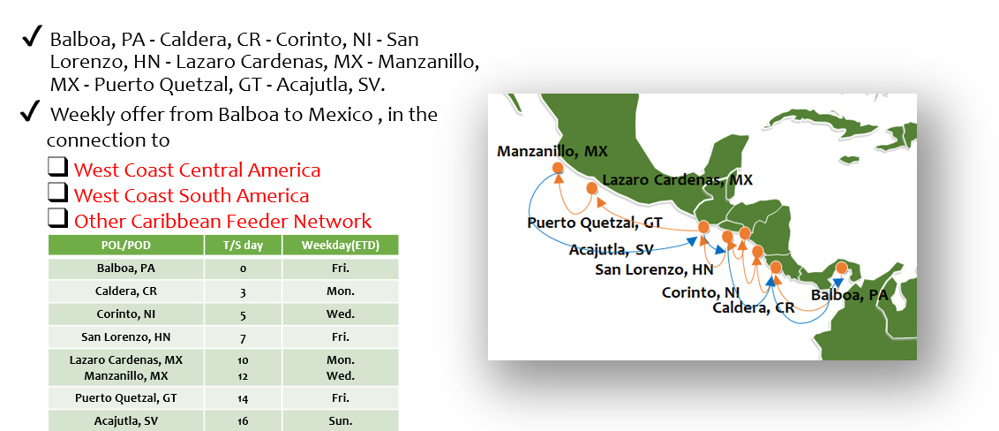 Balboa, PA - Caldera, CR - Corinto, NI - San
Lorenzo, HN - Lazaro Cardenas, MX - Manzanillo,
MX - Puerto Quetzal, GT - Acajutla, SV.
Weekly offer from Balboa to Mexico , in the
connection to
West Coast Central America
West Coast South America
Other Caribbean Feeder Network
POL/POD T/S day Weekday(ETD)
Balboa, PA 0 Fri.
Caldera, CR 3 Mon.
Corinto, NI 5 Wed.
San Lorenzo, HN 7 Fri.
Lazaro Cardenas, MX 10 Mon.
Manzanillo, MX 12 Wed.
Puerto Quetzal, GT 14 Fri.
Acajutla, SV 16 Sun.
Manzanillo, MX
Lazaro Cardenas, MX
Puerto Quetzal, GT
Acajutla, SV
San Lorenzo, HN
Corinto, NI
Caldera, CR
Balboa, PA